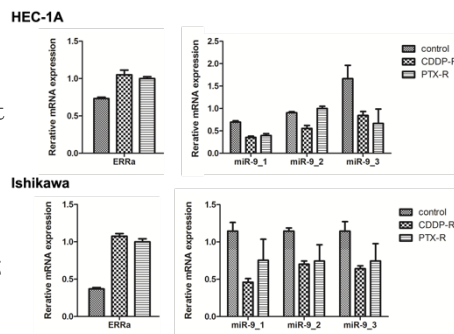 HEC-1A
Rerative mRNA expression
1.5
1.0
0.5
0.0
ERRa
Rerative mRNA expression
2.5
2.0
1.5
1.0
0.5
0.0
miR-9_1 miR-9_2 miR-9_3
control
CDDP-R
PTX-R
Ishikawa
Rerative mRNA expression
1.5
1.0
0.5
0.0
ERRa
Rerative mRNA expression
1.5
1.0
0.5
0.0
miR-9_1 miR-9_2 miR-9_3
control
CDDP-R
PTX-R